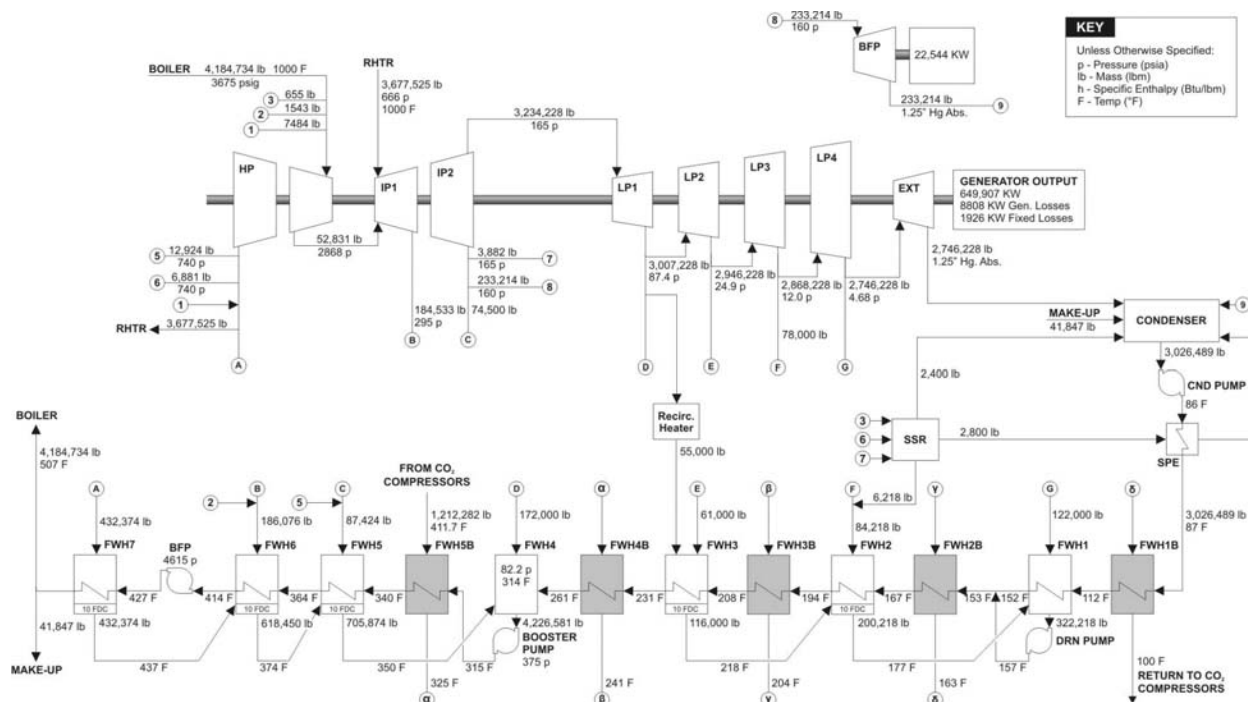 8
233,214 lb
160 p
BFP
22,544 KW
233,214 lb
1.25" Hg Abs.
9
KEY
Unless Otherwise Specified:
p - Pressure (psia)
lb - Mass (lbm)
h - Specific Enthalpy (Btu/lbm)
F - Temp (°F)
BOILER
4,184,734 lb 1000 F
3675 psig
3
655 lb
2
1543 lb
1
7484 lb
RHTR
3,677,525 lb
666 p
1000 F
3,234,228 lb
165 p
HP
IP1
IP2
LP1
LP2
LP3
LP4
EXT
GENERATOR OUTPUT
649,907 KW
8808 KW Gen. Losses
1926 KW Fixed Losses
52,831 lb
2868 p
5
12,924 lb
740 p
6
6,881 lb
740 p
1
RHTR
3,677,525 lb
A
184,533 lb
295 p
B
3,882 lb
165 p
7
233,214 lb
160 p
8
74,500 lb
C
3,007,228 lb
87.4 p
D
2,946,228 lb
24.9 p
E
2,868,228 lb
12.0 p
78,000 lb
F
2,746,228 lb
4.68 p
G
2,746,228 lb
1.25" Hg. Abs.
MAKE-UP
41,847 lb
CONDENSER
9
3,026,489 lb
CND PUMP
86 F
2,400 lb
3
6
7
SSR
2,800 lb
SPE
6,218 lb
3,026,489 lb
87 F
Recirc.
Heater
55,000 lb
BOILER
4,184,734 lb
507 F
A
432,374 lb
FWH7
10 FDC
432,374 lb
BFP
4615 p
427 F
2
B
186,076 lb
414 F
FWH6
10 FDC
618,450 lb
364 F
5
C
87,424 lb
FWH5
10 FDC
705,874 lb
340 F
FROM CO₂
COMPRESSORS
1,212,282 lb
411.7 F
FWH5B
D
172,000 lb
FWH4
82.2 p
314 F
4,226,581 lb
BOOSTER
PUMP
375 p
261 F
α
FWH4B
231 F
E
61,000 lb
FWH3
10 FDC
116,000 lb
208 F
β
FWH3B
194 F
F
84,218 lb
FWH2
10 FDC
200,218 lb
167 F
γ
FWH2B
153 F
152 F
G
122,000 lb
FWH1
322,218 lb
DRN PUMP
112 F
δ
FWH1B
41,847 lb
MAKE-UP
437 F
374 F
350 F
315 F
325 F
α
241 F
β
218 F
204 F
γ
177 F
163 F
δ
157 F
100 F
RETURN TO CO₂
COMPRESSORS